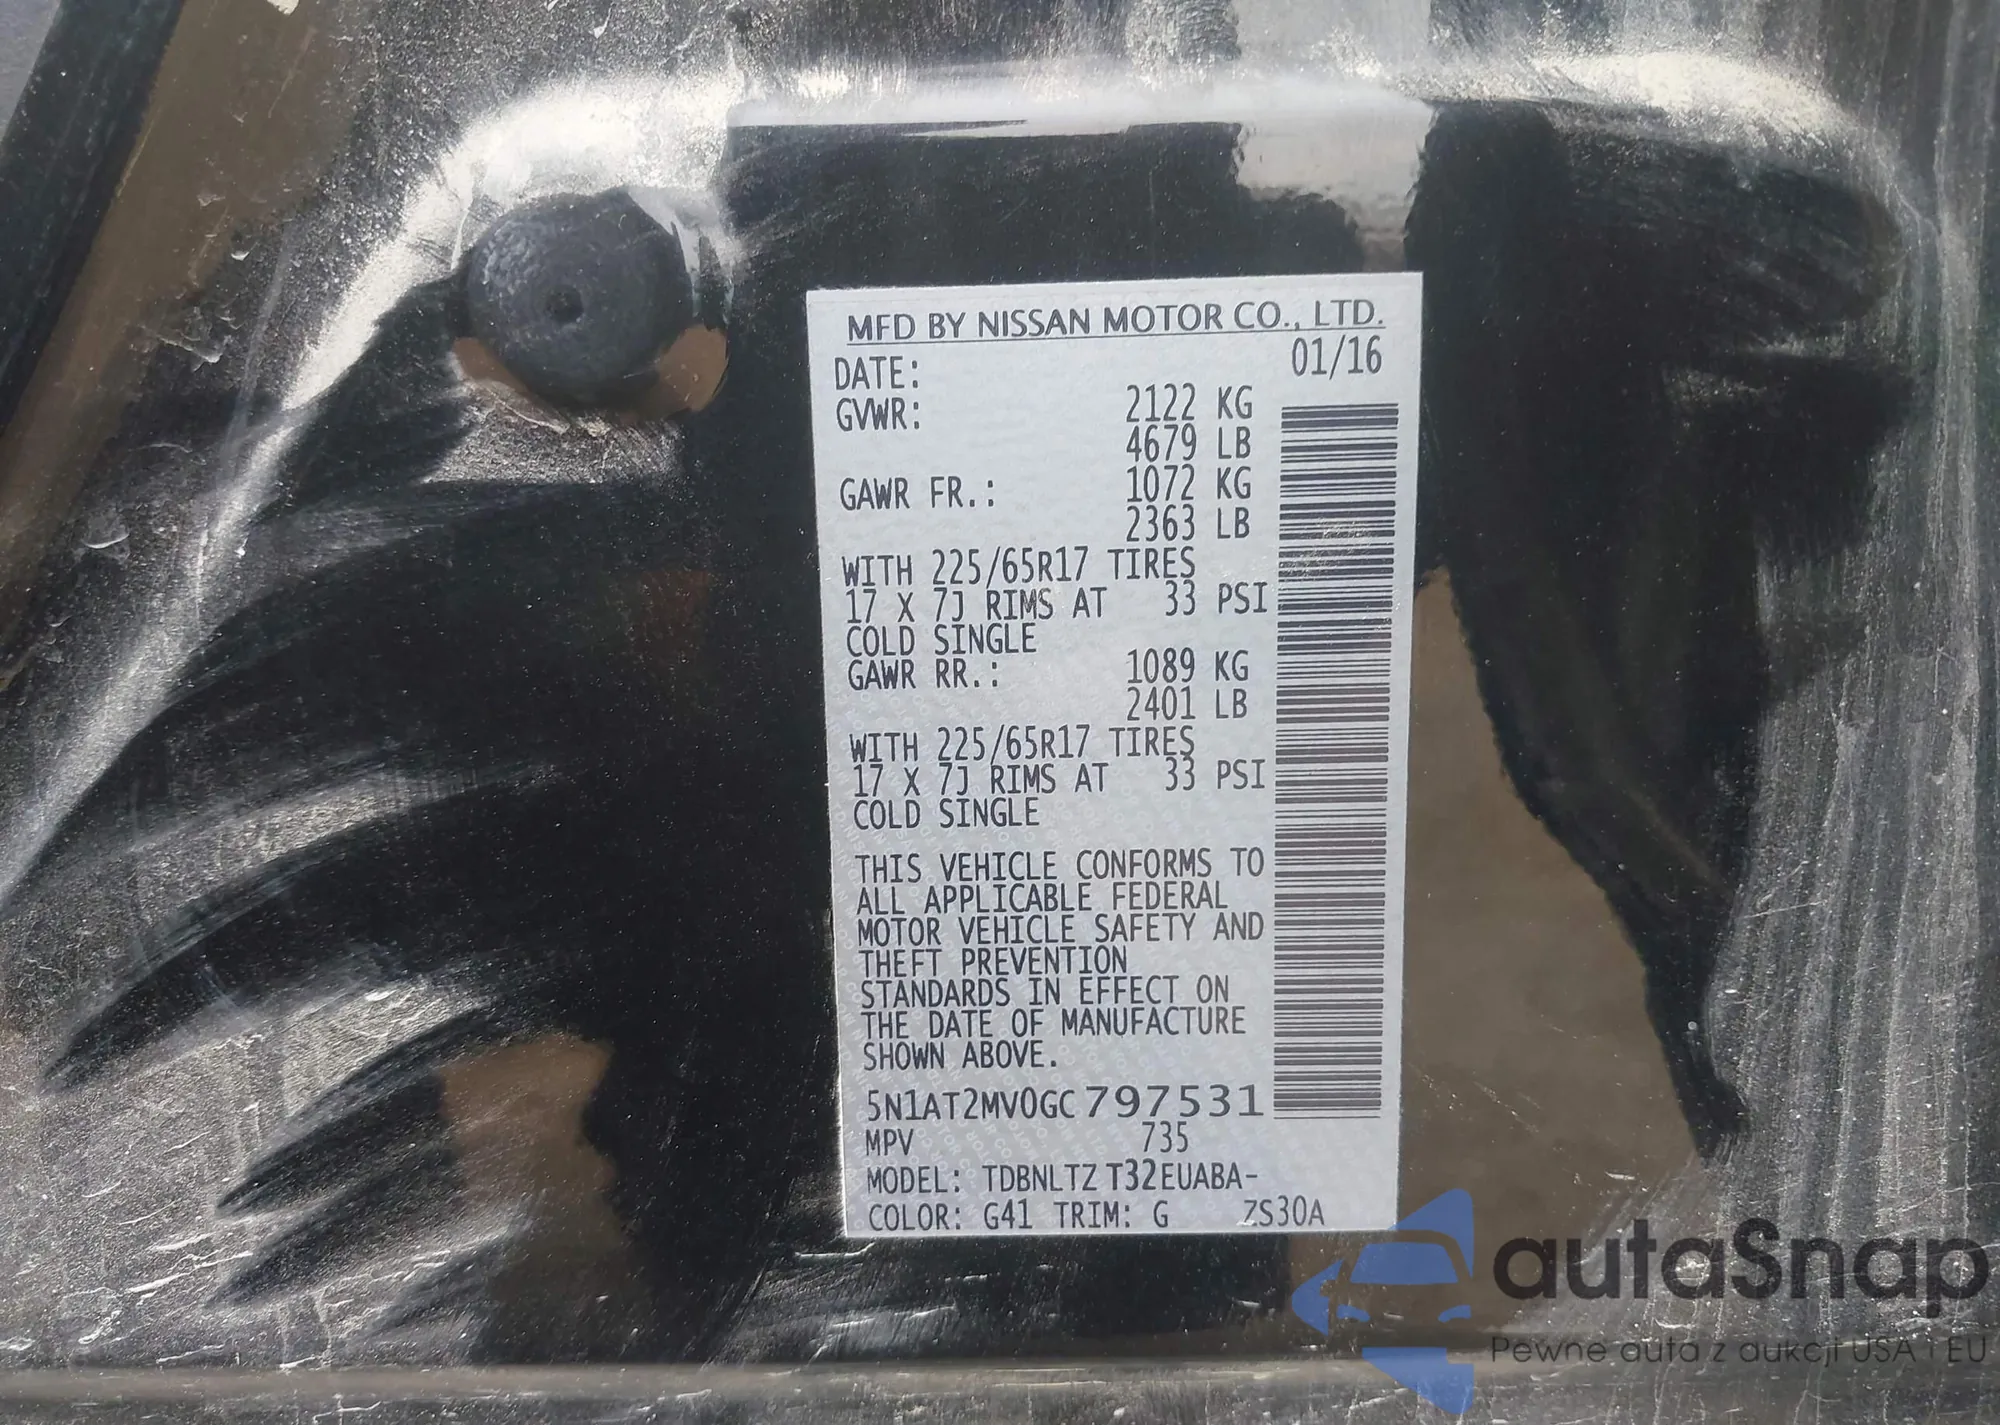 MFD BY NISSAN MOTOR CO., LTD.
DATE: 01/16
GVWR: 2122 KG
4679 LB
GAWR FR.: 1072 KG
2363 LB
WITH 225/65R17 TIRES
17 X 7J RIMS AT 33 PSI
COLD SINGLE
GAWR RR.: 1089 KG
2401 LB
WITH 225/65R17 TIRES
17 X 7J RIMS AT 33 PSI
COLD SINGLE
THIS VEHICLE CONFORMS TO
ALL APPLICABLE FEDERAL
MOTOR VEHICLE SAFETY AND
THEFT PREVENTION
STANDARDS IN EFFECT ON
THE DATE OF MANUFACTURE
SHOWN ABOVE.
5N1AT2MV0GC797531
MPV 735
MODEL: TDBNLTZ T32EUABA-
COLOR: G41 TRIM: G ZS30A
autaSnap
Pewne auta z aukcji USA i EU